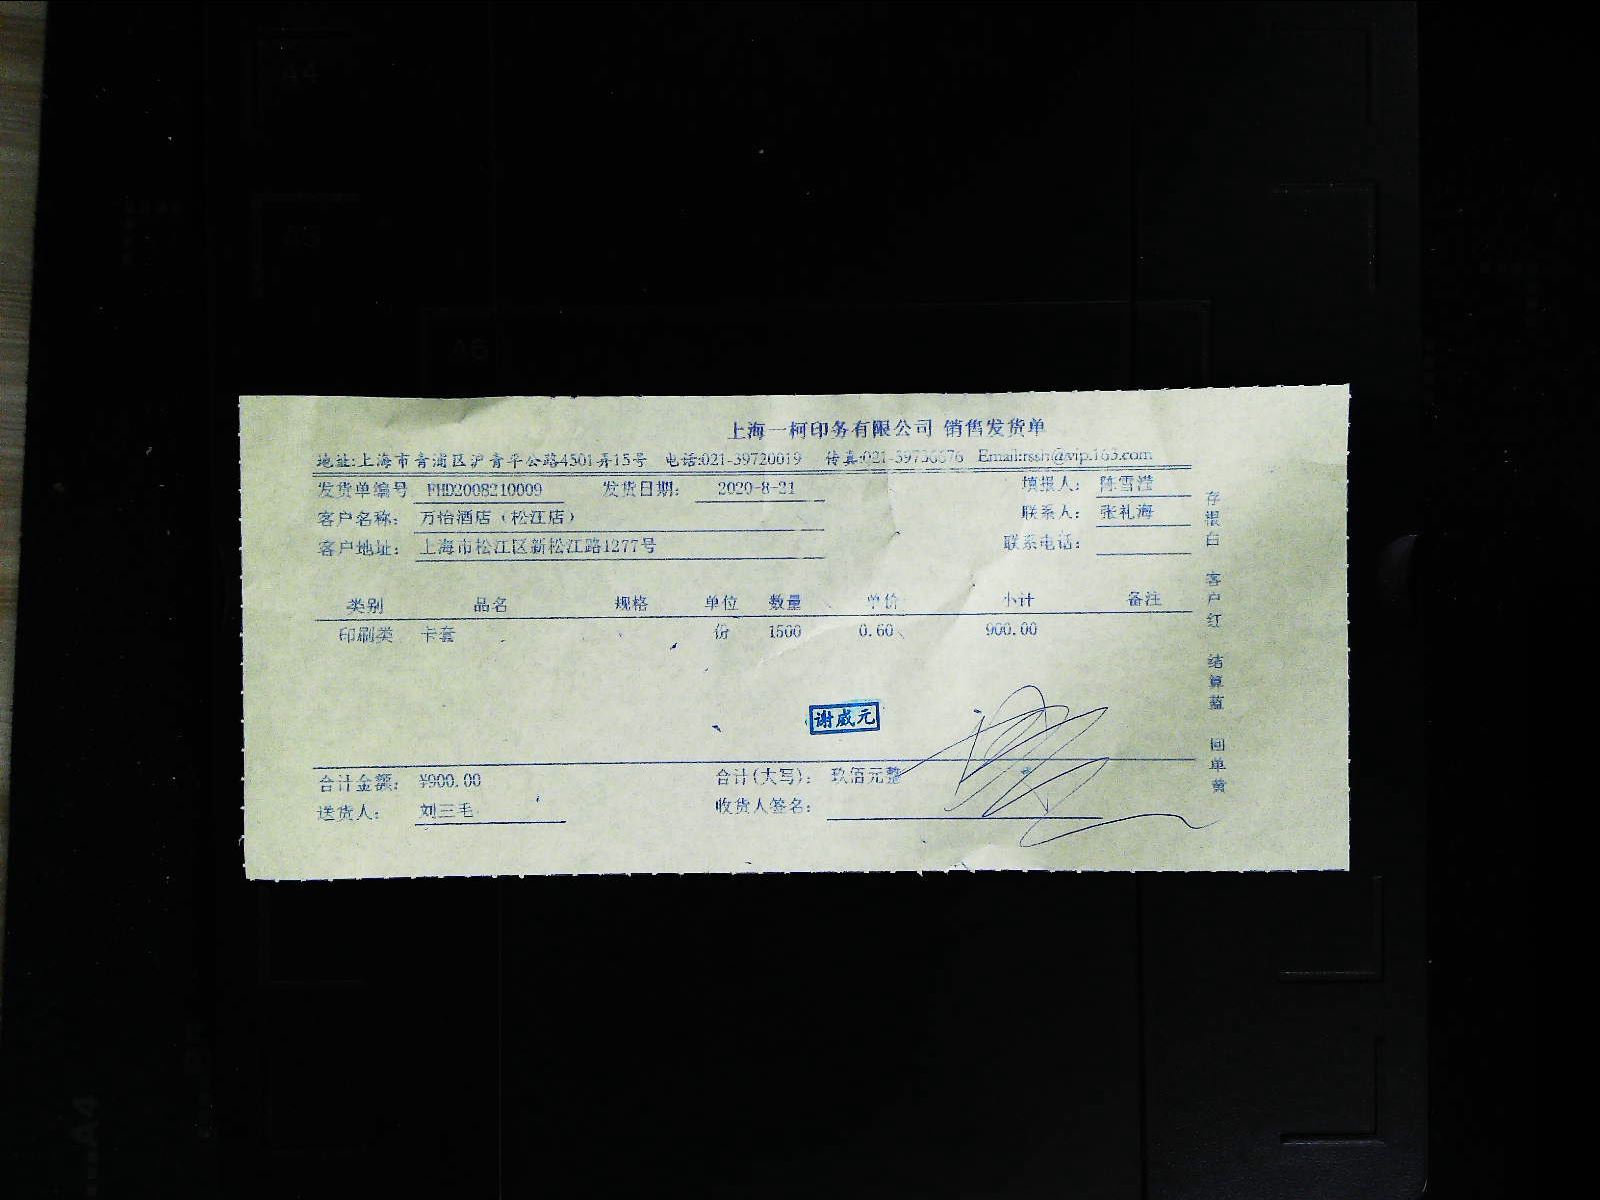 上海一柯印务有限公司 销售发货单
地址:上海市青浦区沪青平公路4501弄15号 电话:021-39720019 传真:021-39756676 Email:rssn@vip.163.com
发货单编号 FHD2008210009 发货日期: 2020-8-21 填报人: 陈雪滢
客户名称: 万怡酒店（松江店） 联系人: 张礼海
客户地址: 上海市松江区新松江路1277号 联系电话:
类别 品名 规格 单位 数量 单价 小计 备注
印刷类 卡套 份 1500 0.60 900.00
谢威元
合计金额: ¥900.00 合计(大写): 玖佰元整
送货人: 刘三毛 收货人签名:
存根白 客户红 结算蓝 回单黄
A4
A5
A6
A4